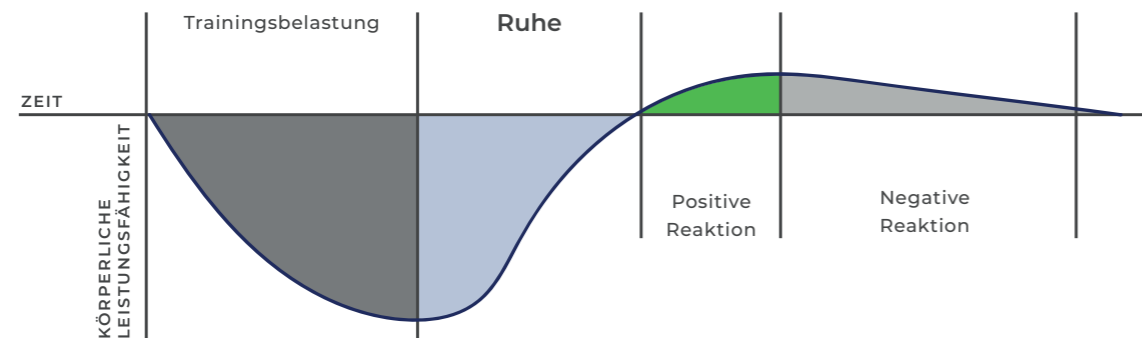 Trainingsbelastung
Ruhe
ZEIT
KÖRPERLICHE
LEISTUNGSFÄHIGKEIT
Positive
Reaktion
Negative
Reaktion